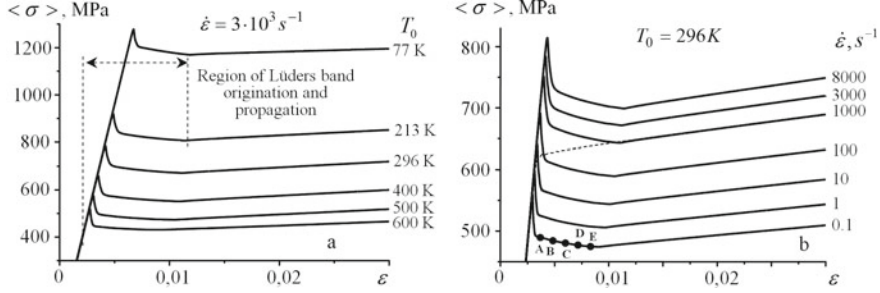 < σ >, MPa
ε̇ = 3·10³ s⁻¹
T₀
1200
1000
800
600
400
77 K
213 K
296 K
400 K
500 K
600 K
Region of Lüders band
origination and
propagation
a
0
0,01
0,02
ε
< σ >, MPa
T₀ = 296K
ε̇, s⁻¹
800
700
600
500
8000
3000
1000
100
10
1
0.1
A
B
C
D
E
b
0
0,01
0,02
ε